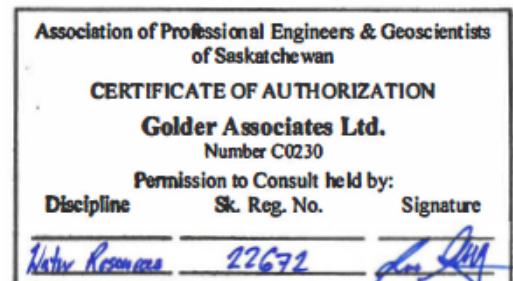 Association of Professional Engineers & Geoscientists
of Saskatchewan
CERTIFICATE OF AUTHORIZATION
Golder Associates Ltd.
Number C0230
Permission to Consult held by:
Discipline Sk. Reg. No. Signature
Water Resources 22672